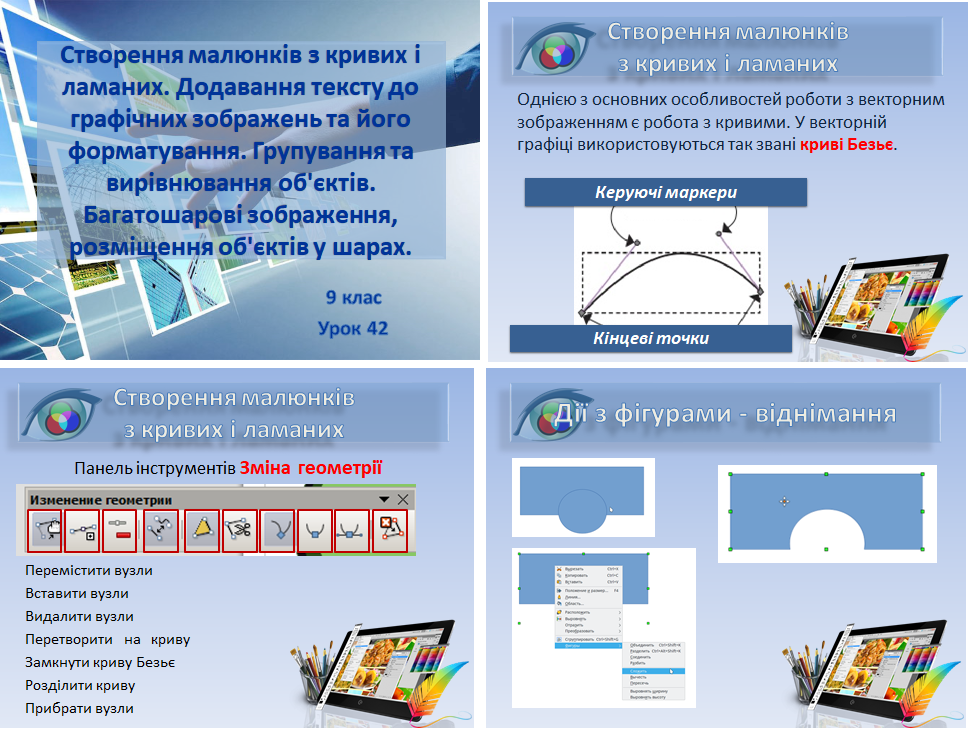 Створення малюнків з кривих і
ламаних. Додавання тексту до
графічних зображень та його
форматування. Групування та
вирівнювання об'єктів.
Багатошарові зображення,
розміщення об'єктів у шарах.
9 клас
Урок 42
Створення малюнків
з кривих і ламаних
Однією з основних особливостей роботи з векторним
зображенням є робота з кривими. У векторній
графіці використовуються так звані криві Безьє.
Керуючі маркери
Кінцеві точки
Створення малюнків
з кривих і ламаних
Панель інструментів Зміна геометрії
Изменение геометрии
Перемістити вузли
Вставити вузли
Видалити вузли
Перетворити на криву
Замкнути криву Безьє
Розділити криву
Прибрати вузли
Дії з фігурами - віднімання
Вырезать Ctrl+X
Копировать Ctrl+C
Вставить Ctrl+V
Положение и размер... F4
Линия...
Область...
Расположить
Выровнять
Отразить
Преобразовать
Сгруппировать Ctrl+Shift+G
Фигуры
Объединить Ctrl+Shift+K
Разделить Ctrl+Alt+Shift+K
Соединить
Разбить
Сложить
Вычесть
Пересечь
Выровнять ширину
Выровнять высоту